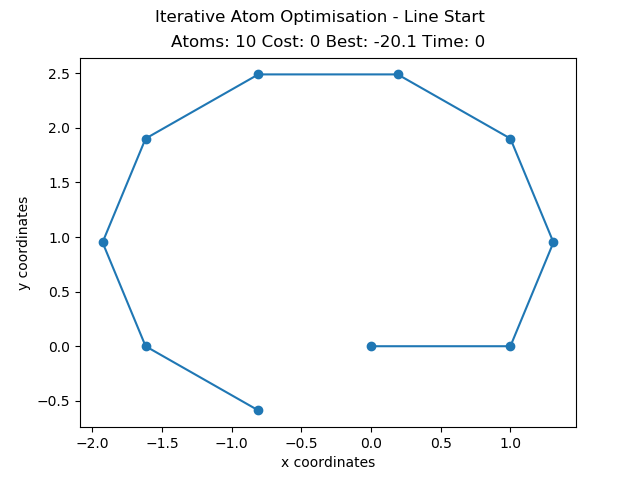 Iterative Atom Optimisation - Line Start
Atoms: 10 Cost: 0 Best: -20.1 Time: 0
2.5
2.0
1.5
1.0
0.5
0.0
−0.5
y coordinates
−2.0 −1.5 −1.0 −0.5 0.0 0.5 1.0
x coordinates